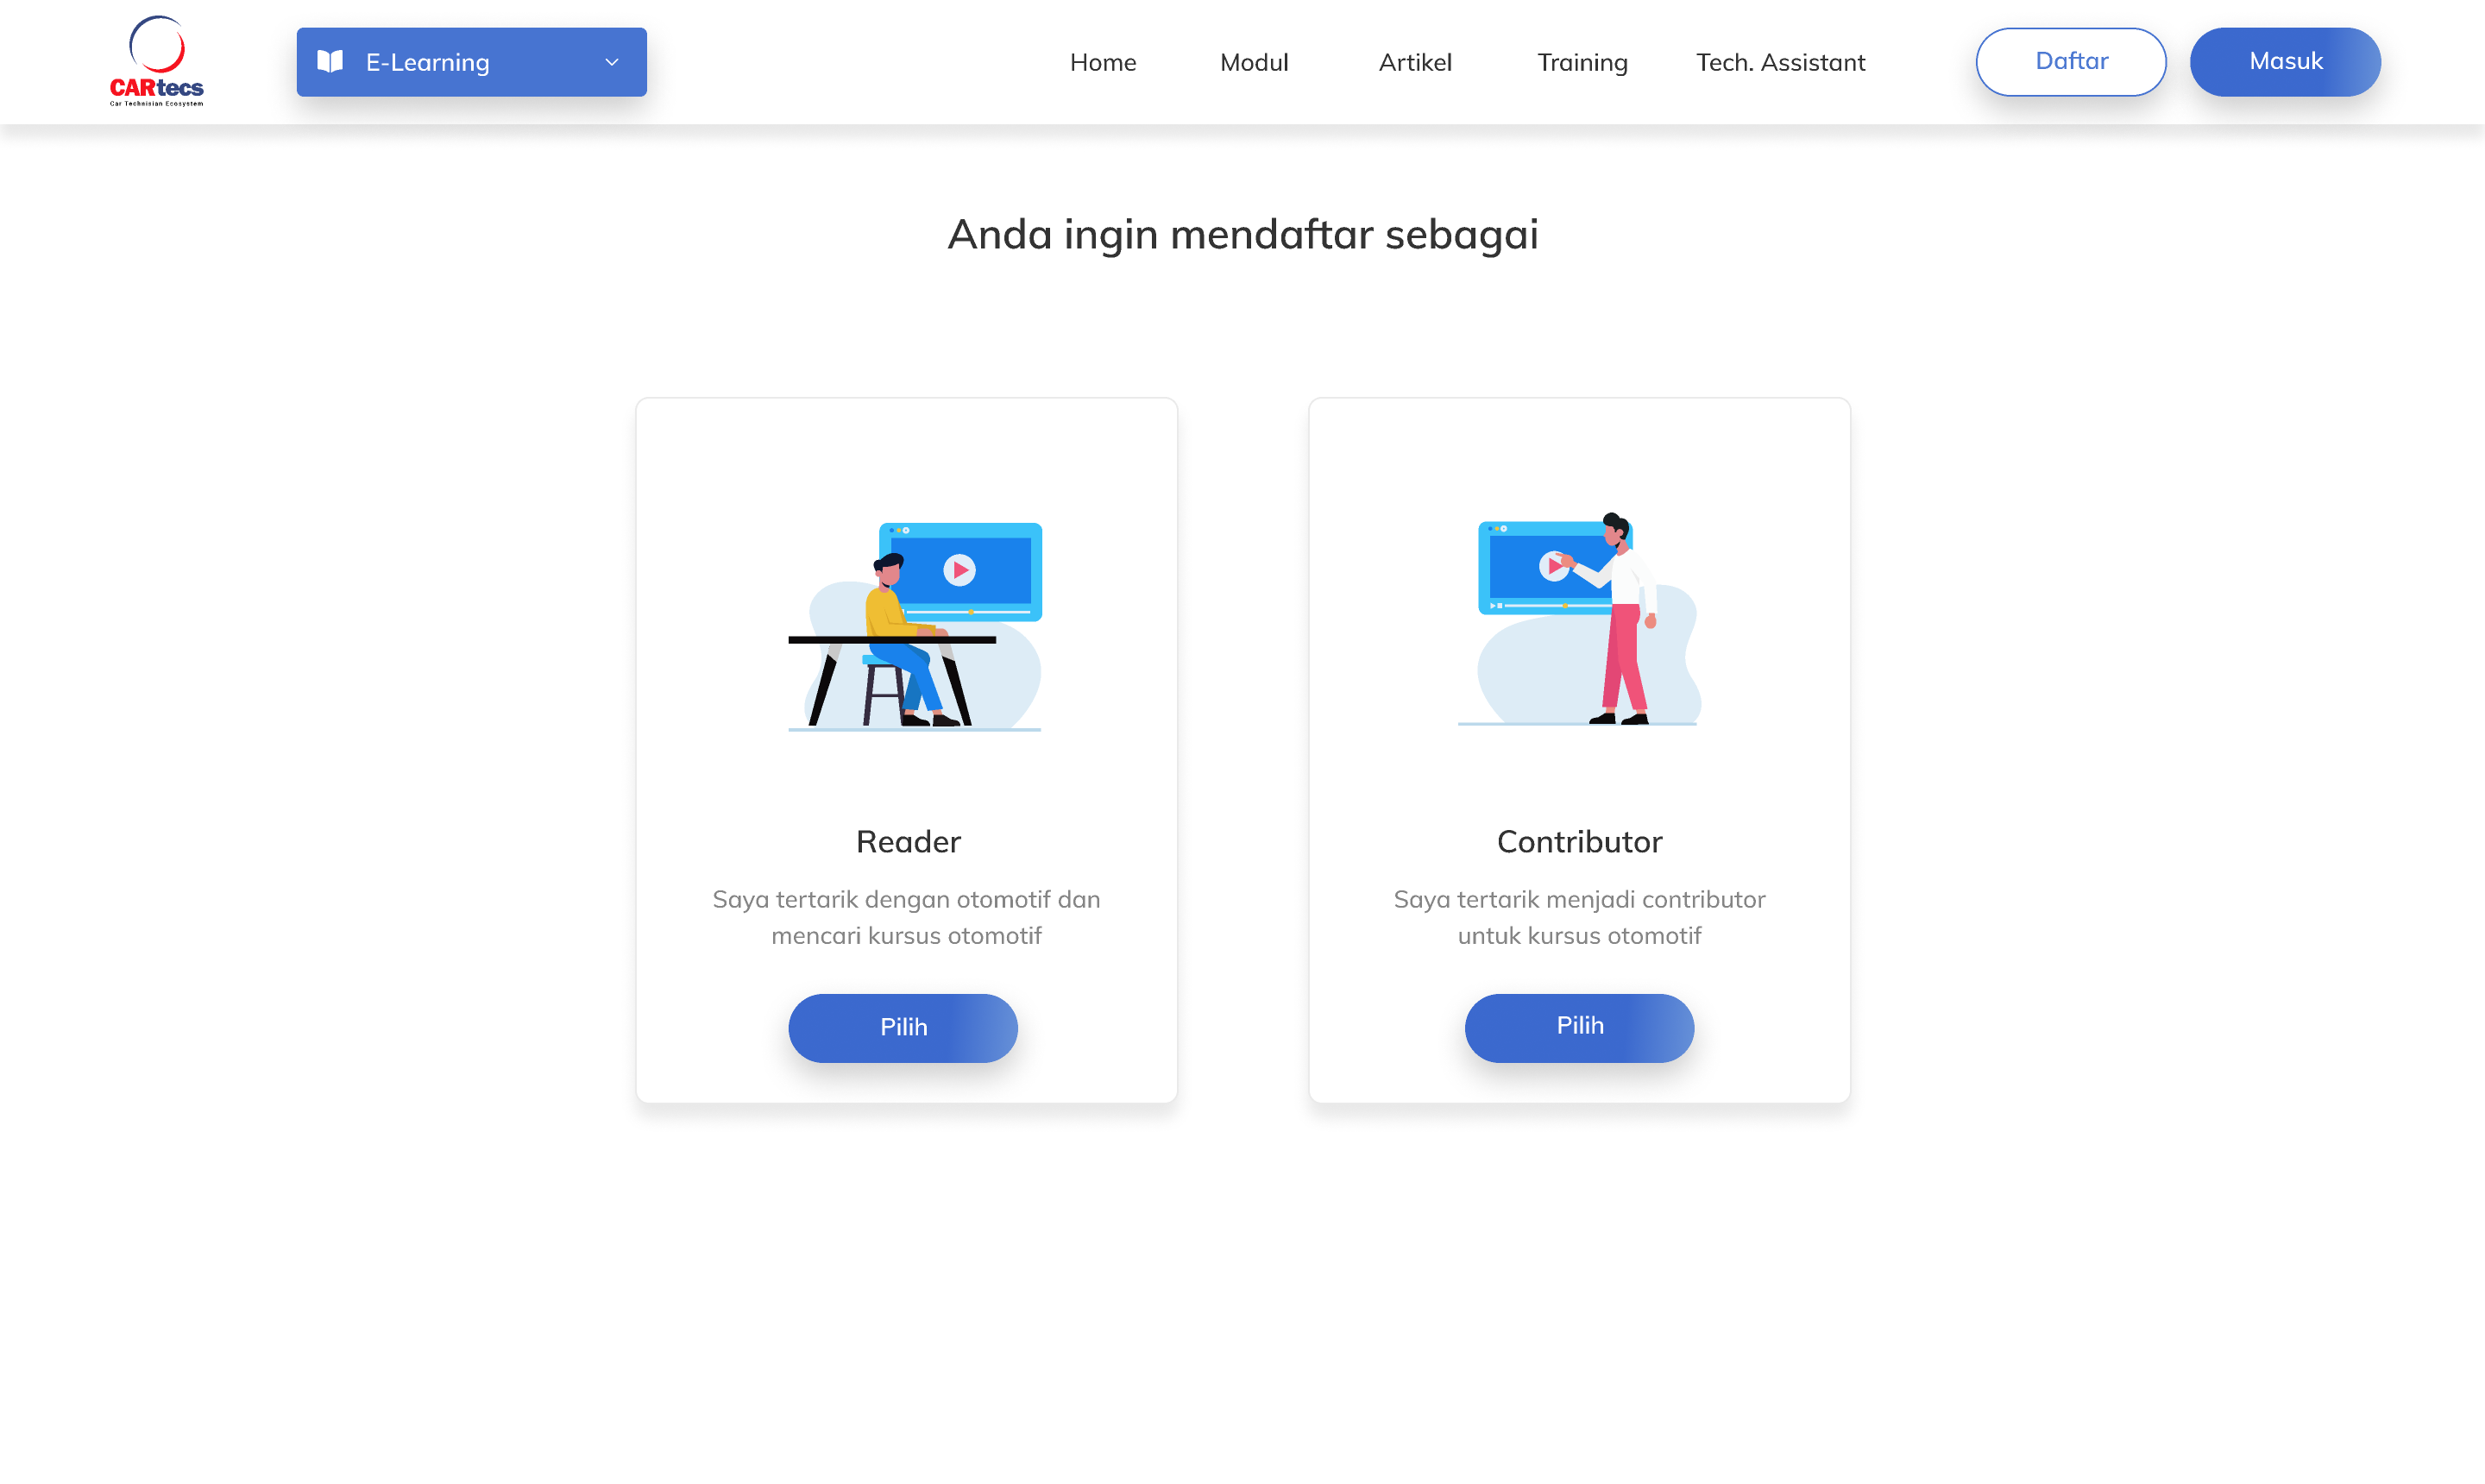 CARtecs
Car Technisian Ecosystem
E-Learning
Home
Modul
Artikel
Training
Tech. Assistant
Daftar
Masuk
Anda ingin mendaftar sebagai
Reader
Saya tertarik dengan otomotif dan
mencari kursus otomotif
Pilih
Contributor
Saya tertarik menjadi contributor
untuk kursus otomotif
Pilih